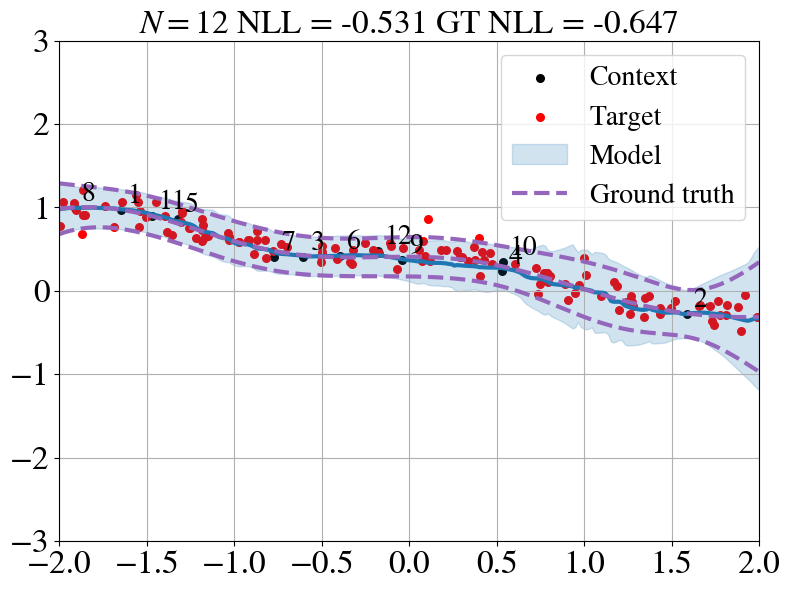 N = 12 NLL = -0.531 GT NLL = -0.647
3
2
1
0
−1
−2
−3
−2.0 −1.5 −1.0 −0.5 0.0 0.5 1.0 1.5 2.0
Context
Target
Model
Ground truth
8 1 11 5 7 3 6 12 9 10 4 2